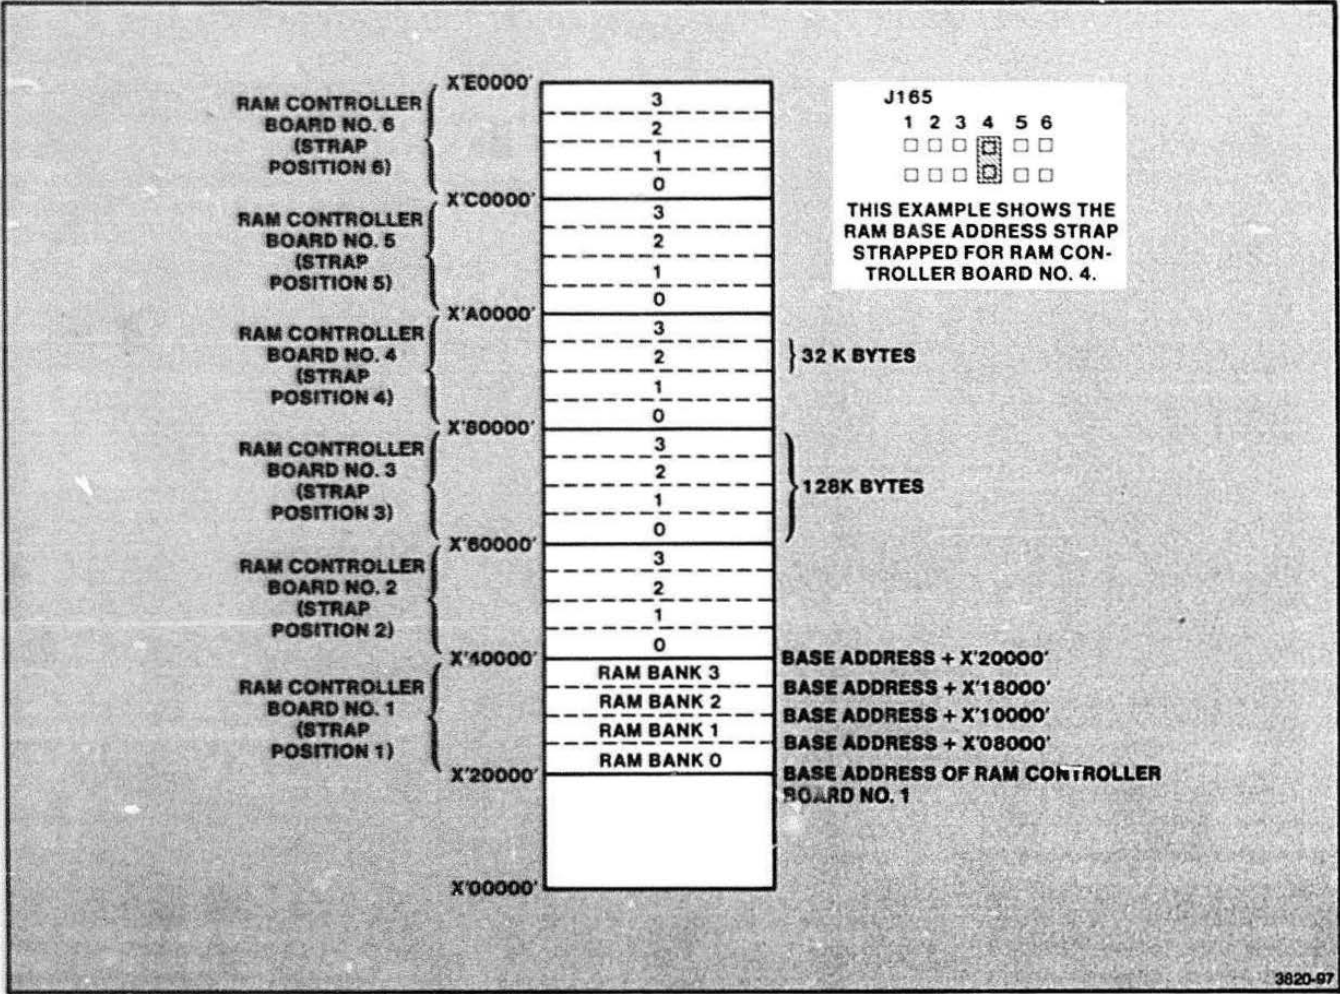 X'E0000'
RAM CONTROLLER
BOARD NO. 6
(STRAP
POSITION 6)
3
2
1
0
X'C0000'
RAM CONTROLLER
BOARD NO. 5
(STRAP
POSITION 5)
3
2
1
0
X'A0000'
RAM CONTROLLER
BOARD NO. 4
(STRAP
POSITION 4)
3
2
1
0
32 K BYTES
X'80000'
RAM CONTROLLER
BOARD NO. 3
(STRAP
POSITION 3)
3
2
1
0
128K BYTES
X'60000'
RAM CONTROLLER
BOARD NO. 2
(STRAP
POSITION 2)
3
2
1
0
X'40000'
RAM CONTROLLER
BOARD NO. 1
(STRAP
POSITION 1)
RAM BANK 3
RAM BANK 2
RAM BANK 1
RAM BANK 0
X'20000'
X'00000'
BASE ADDRESS + X'20000'
BASE ADDRESS + X'18000'
BASE ADDRESS + X'10000'
BASE ADDRESS + X'08000'
BASE ADDRESS OF RAM CONTROLLER
BOARD NO. 1
J165
1 2 3 4 5 6
THIS EXAMPLE SHOWS THE
RAM BASE ADDRESS STRAP
STRAPPED FOR RAM CON-
TROLLER BOARD NO. 4.
3820-97